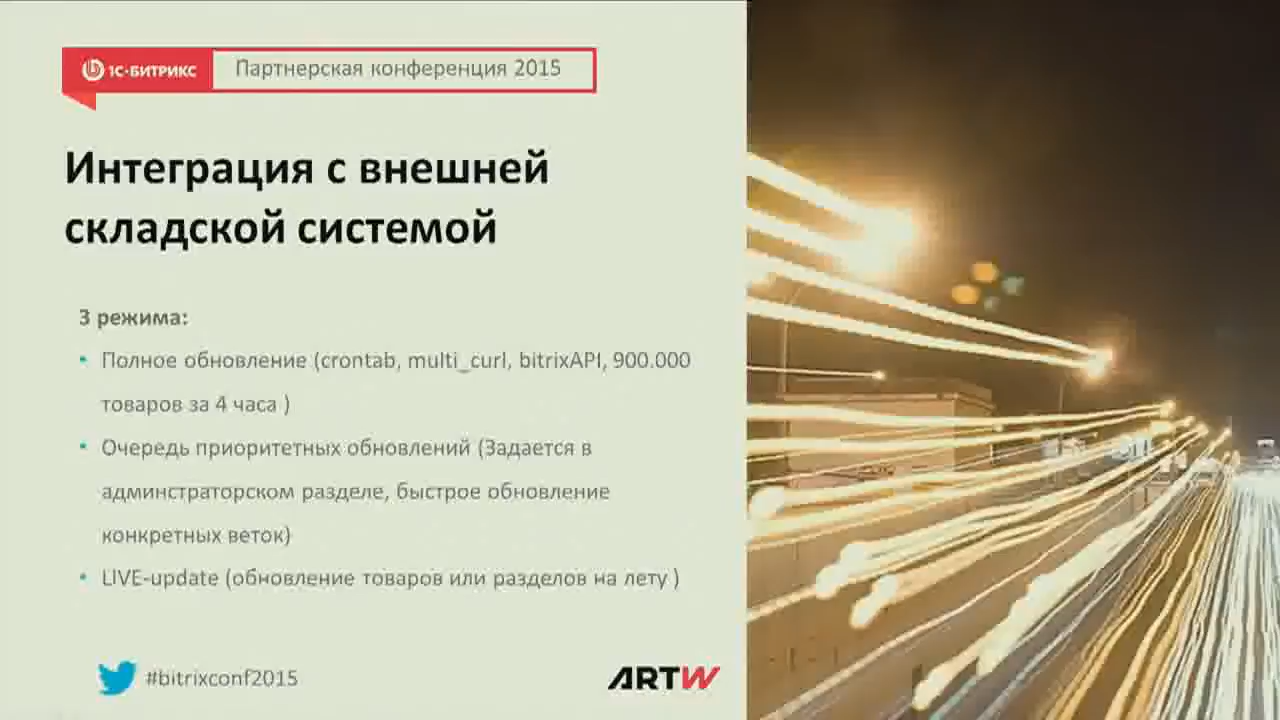 1С-БИТРИКС Партнерская конференция 2015
Интеграция с внешней
складской системой
3 режима:
• Полное обновление (crontab, multi_curl, bitrixAPI, 900.000
товаров за 4 часа )
• Очередь приоритетных обновлений (Задается в
админстраторском разделе, быстрое обновление
конкретных веток)
• LIVE-update (обновление товаров или разделов на лету )
#bitrixconf2015
ARTW